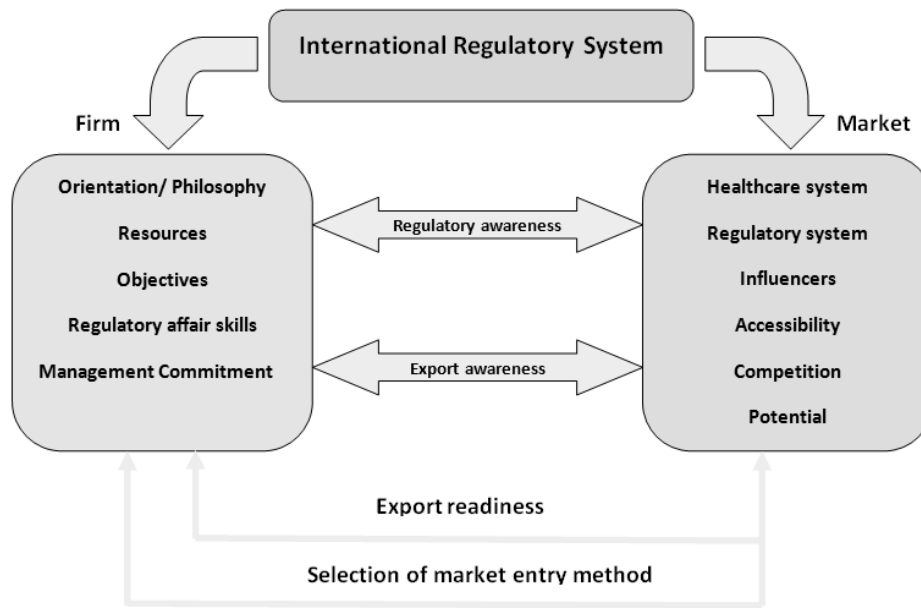 International Regulatory System
Firm
Market
Orientation/ Philosophy
Resources
Objectives
Regulatory affair skills
Management Commitment
Regulatory awareness
Export awareness
Healthcare system
Regulatory system
Influencers
Accessibility
Competition
Potential
Export readiness
Selection of market entry method